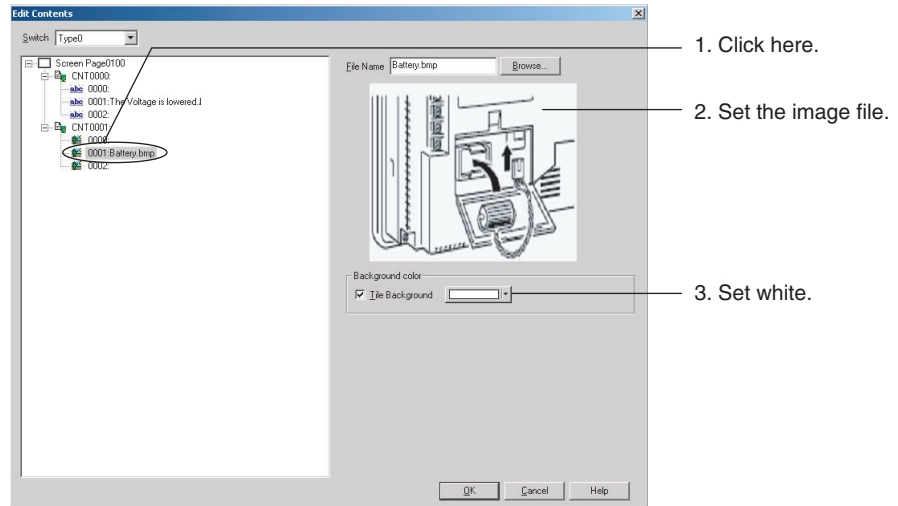 Edit Contents
Switch Type0
Screen Page0100
CNT0000:
abc 0000:
abc 0001:The Voltage is lowered.
abc 0002:
CNT0001:
0000:
0001:Battery.bmp
0002:
File Name Battery.bmp Browse...
Background color
Tile Background
OK Cancel Help
1. Click here.
2. Set the image file.
3. Set white.